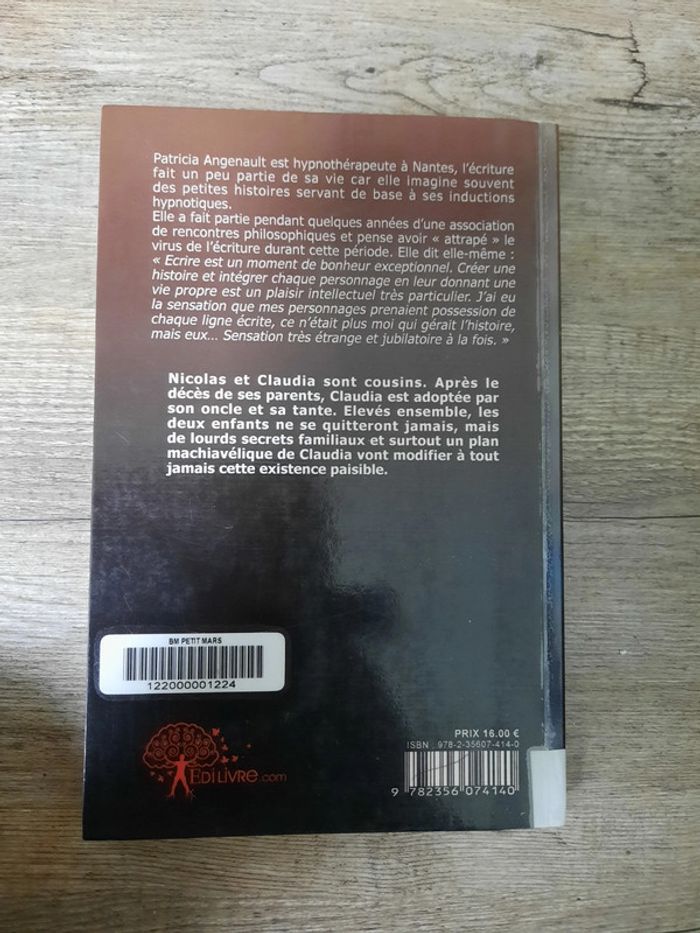 Patricia Angenault est hypnothérapeute à Nantes, l'écriture
fait un peu partie de sa vie car elle imagine souvent
des petites histoires servant de base à ses inductions
hypnotiques.
Elle a fait partie pendant quelques années d'une association
de rencontres philosophiques et pense avoir « attrapé » le
virus de l'écriture durant cette période. Elle dit elle-même :
« Ecrire est un moment de bonheur exceptionnel. Créer une
histoire et intégrer chaque personnage en leur donnant une
vie propre est un plaisir intellectuel très particulier. J'ai eu
la sensation que mes personnages prenaient possession de
chaque ligne écrite, ce n'était plus moi qui gérait l'histoire,
mais eux... Sensation très étrange et jubilatoire à la fois. »
Nicolas et Claudia sont cousins. Après le
décès de ses parents, Claudia est adoptée par
son oncle et sa tante. Elevés ensemble, les
deux enfants ne se quitteront jamais, mais
de lourds secrets familiaux et surtout un plan
machiavélique de Claudia vont modifier à tout
jamais cette existence paisible.
BM PETIT MARS
122000001224
EDILIVRE.com
PRIX 16.00 €
ISBN : 978-2-35607-414-0
9 782356 074140